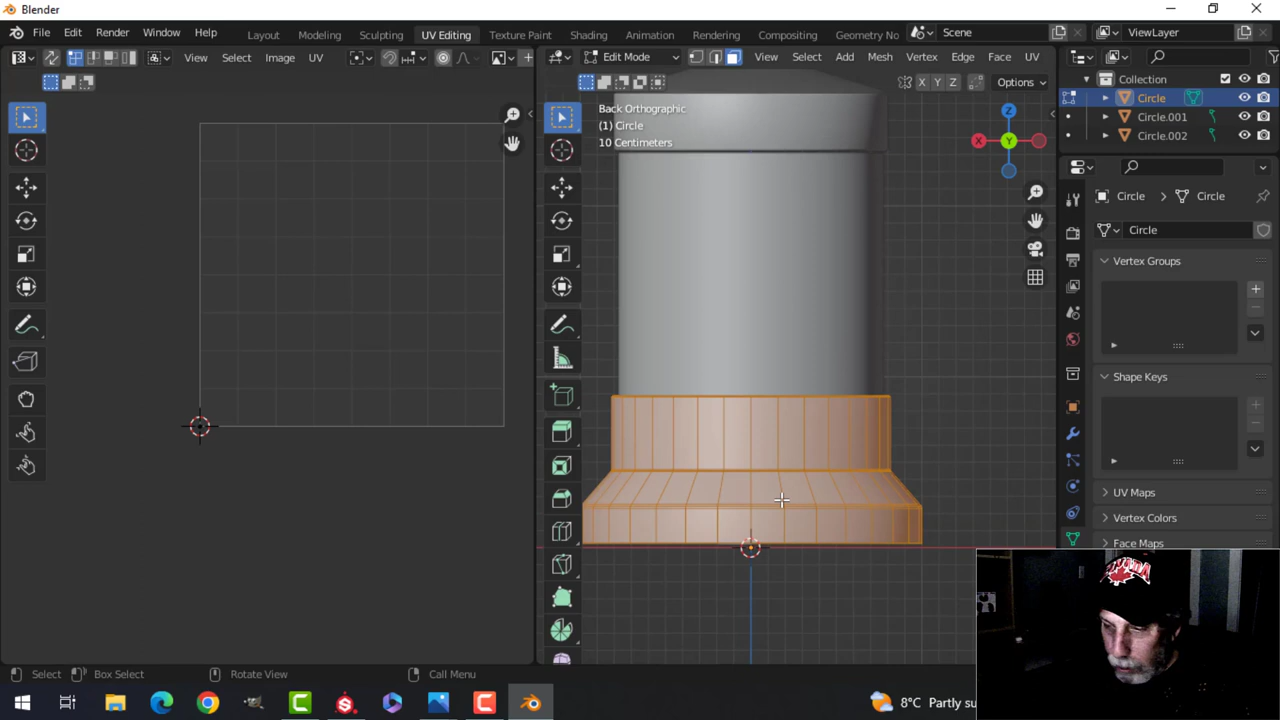 Blender
File Edit Render Window Help Layout Modeling Sculpting UV Editing Texture Paint Shading Animation Rendering Compositing Geometry No Scene ViewLayer
View Select Image UV Edit Mode View Select Add Mesh Vertex Edge Face UV
X Y Z Options
Back Orthographic
(1) Circle
10 Centimeters
Z
X
Y
Collection
Circle
Circle.001
Circle.002
Circle Circle
Circle
Vertex Groups
Shape Keys
UV Maps
Vertex Colors
Face Maps
Select Box Select Rotate View Call Menu
8°C Partly su